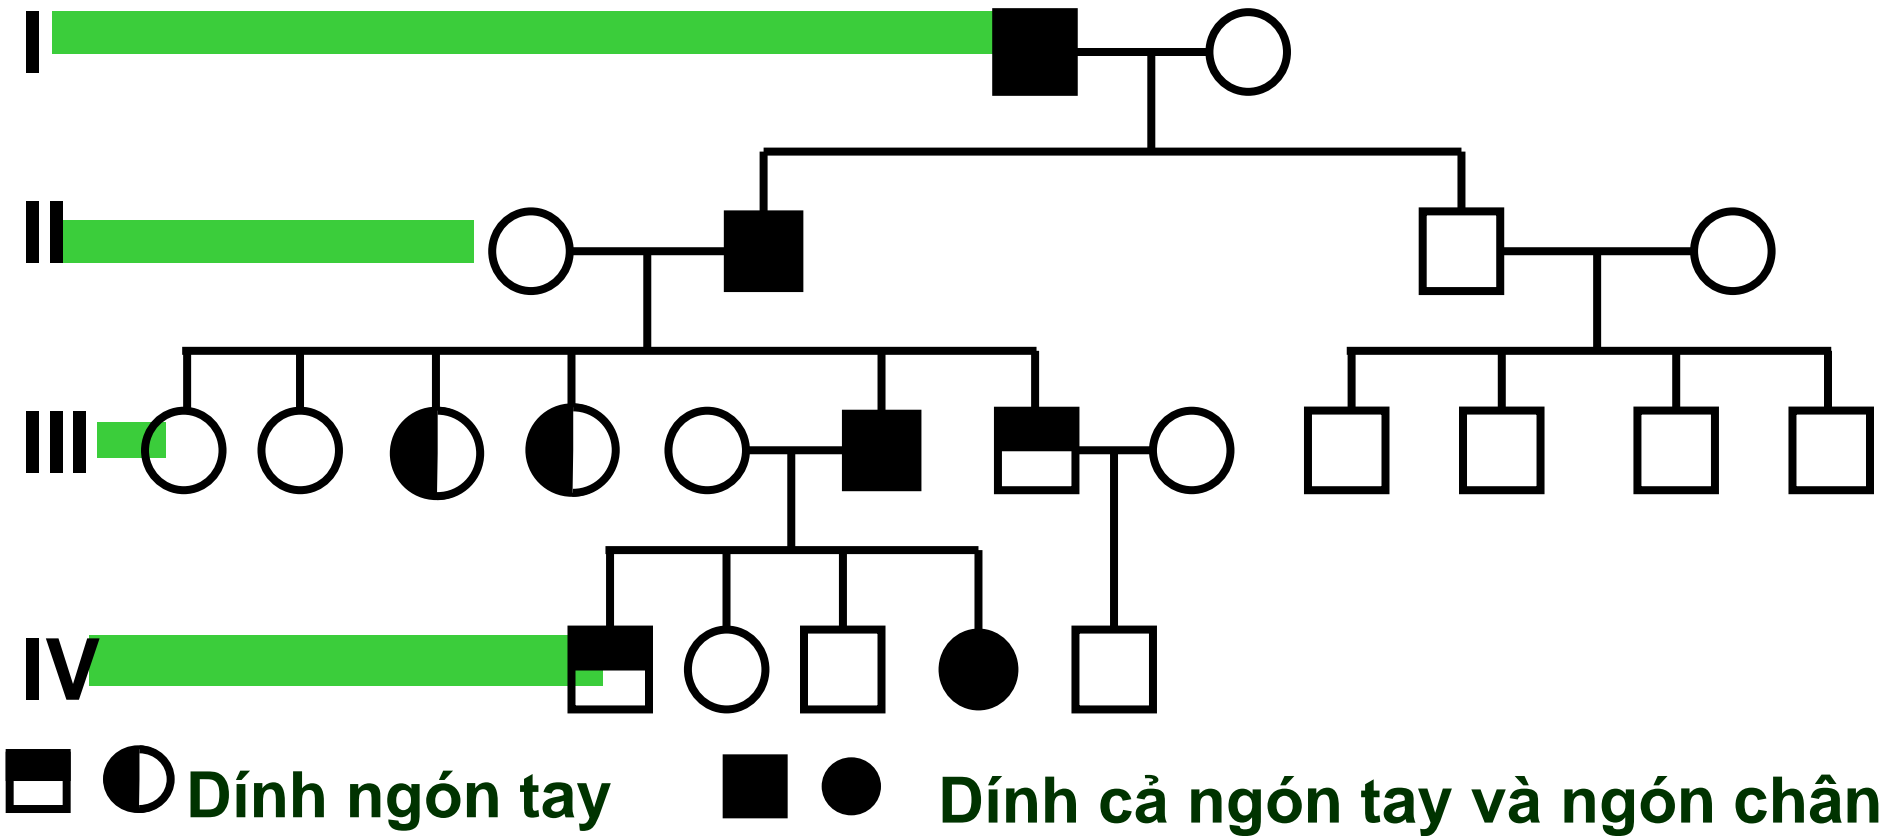 I
II
III
IV
Dính ngón tay
Dính cả ngón tay và ngón chân